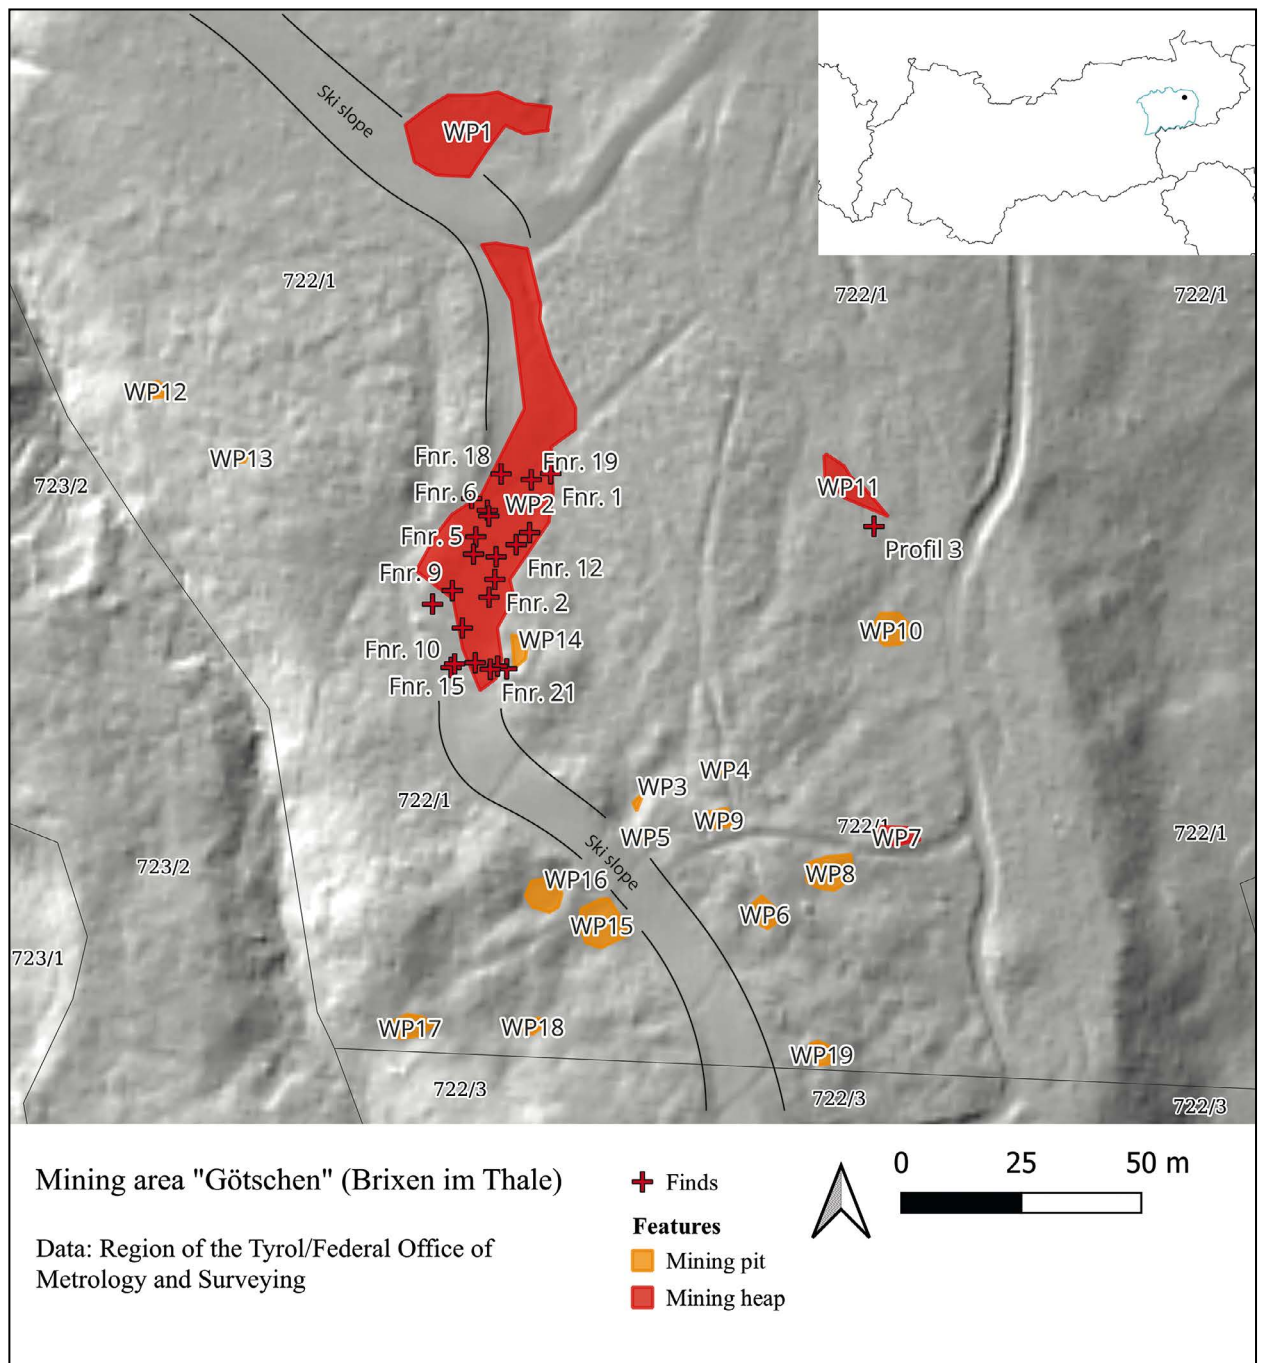 Ski slope
WP1
722/1
722/1
722/1
WP12
WP13
723/2
Fnr. 18
Fnr. 19
Fnr. 6
WP2
Fnr. 1
WP11
Fnr. 5
Profil 3
Fnr. 9
Fnr. 12
Fnr. 2
WP10
WP14
Fnr. 10
Fnr. 15
Fnr. 21
WP4
WP3
722/1
WP9
722/1
WP7
722/1
WP5
Ski slope
723/2
WP8
WP16
WP6
WP15
723/1
WP17
WP18
WP19
722/3
722/3
722/3
Mining area "Götschen" (Brixen im Thale)
Data: Region of the Tyrol/Federal Office of
Metrology and Surveying
Finds
Features
Mining pit
Mining heap
0 25 50 m